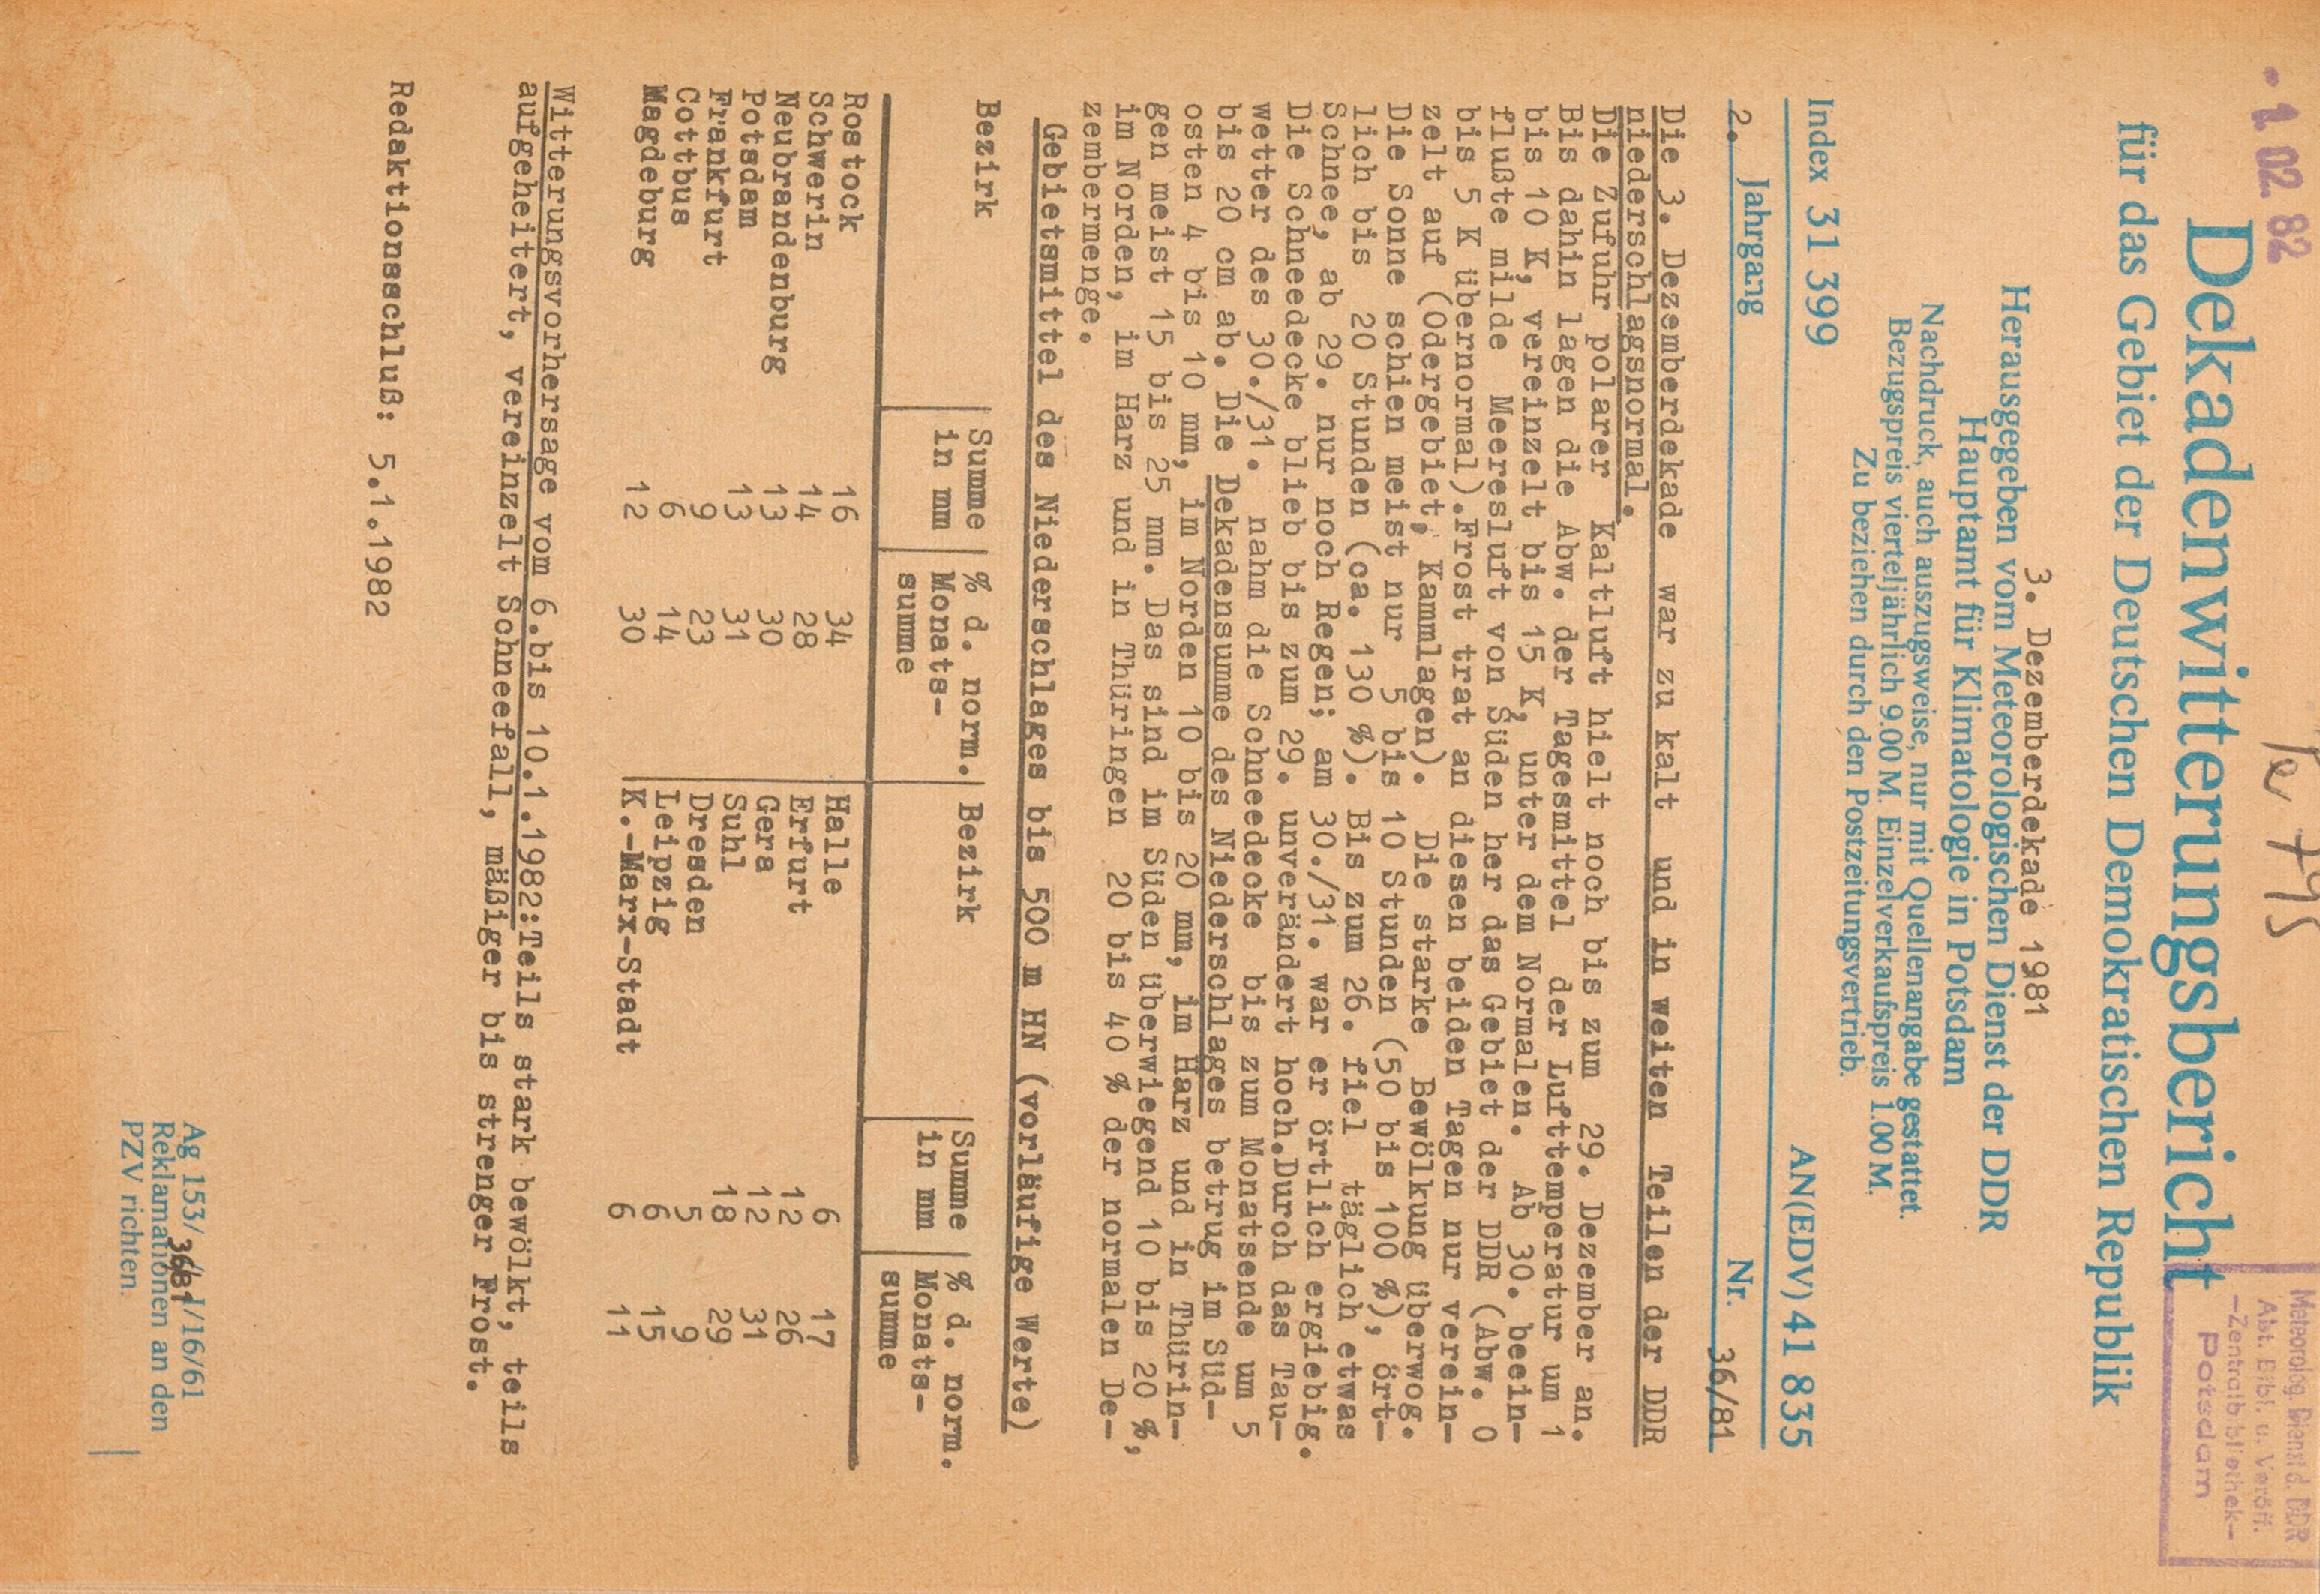 - 1. 02. 82
Meteorolog. Dienst d. DDR
Abt. Bibl. u. Veröff.
-Zentralbibliothek-
Potsdam
Dekadenwitterungsbericht
für das Gebiet der Deutschen Demokratischen Republik
3. Dezemberdekade 1981
Herausgegeben vom Meteorologischen Dienst der DDR
Hauptamt für Klimatologie in Potsdam
Nachdruck, auch auszugsweise, nur mit Quellenangabe gestattet.
Bezugspreis vierteljährlich 9.00 M. Einzelverkaufspreis 1.00 M.
Zu beziehen durch den Postzeitungsvertrieb.
Index 31 399 AN(EDV) 41 835
2. Jahrgang Nr. 36/81
Die 3. Dezemberdekade war zu kalt und in weiten Teilen der DDR
niederschlagsnormal.
Die Zufuhr polarer Kaltluft hielt noch bis zum 29. Dezember an.
Bis dahin lagen die Abw. der Tagesmittel der Lufttemperatur um 1
bis 10 K, vereinzelt bis 15 K, unter dem Normalen. Ab 30. beein-
flußte milde Meeresluft von Süden her das Gebiet der DDR (Abw. 0
bis 5 K übernormal).Frost trat an diesen beiden Tagen nur verein-
zelt auf (Odergebiet, Kammlagen). Die starke Bewölkung überwog.
Die Sonne schien meist nur 5 bis 10 Stunden (50 bis 100 %), ört-
lich bis 20 Stunden (ca. 130 %). Bis zum 26. fiel täglich etwas
Schnee, ab 29. nur noch Regen; am 30./31. war er örtlich ergiebig.
Die Schneedecke blieb bis zum 29. unverändert hoch.Durch das Tau-
wetter des 30./31. nahm die Schneedecke bis zum Monatsende um 5
bis 20 cm ab. Die Dekadensumme des Niederschlages betrug im Süd-
osten 4 bis 10 mm, im Norden 10 bis 20 mm, im Harz und in Thürin-
gen meist 15 bis 25 mm. Das sind im Süden überwiegend 10 bis 20 %,
im Norden, im Harz und in Thüringen 20 bis 40 % der normalen De-
zembermenge.
Gebietsmittel des Niederschlages bis 500 m HN (vorläufige Werte)
Bezirk Summe % d. norm. Bezirk Summe % d. norm.
in mm Monats- in mm Monats-
summe summe
Rostock 16 34 Halle 6 17
Schwerin 14 28 Erfurt 12 26
Neubrandenburg 13 30 Gera 12 31
Potsdam 13 31 Suhl 18 29
Frankfurt 9 23 Dresden 5 9
Cottbus 6 14 Leipzig 6 15
Magdeburg 12 30 K.-Marx-Stadt 6 11
Witterungsvorhersage vom 6.bis 10.1.1982:Teils stark bewölkt, teils
aufgeheitert, vereinzelt Schneefall, mäßiger bis strenger Frost.
Redaktionsschluß: 5.1.1982
Ag 153/ /I/16/61
3681
Reklamationen an den
PZV richten.